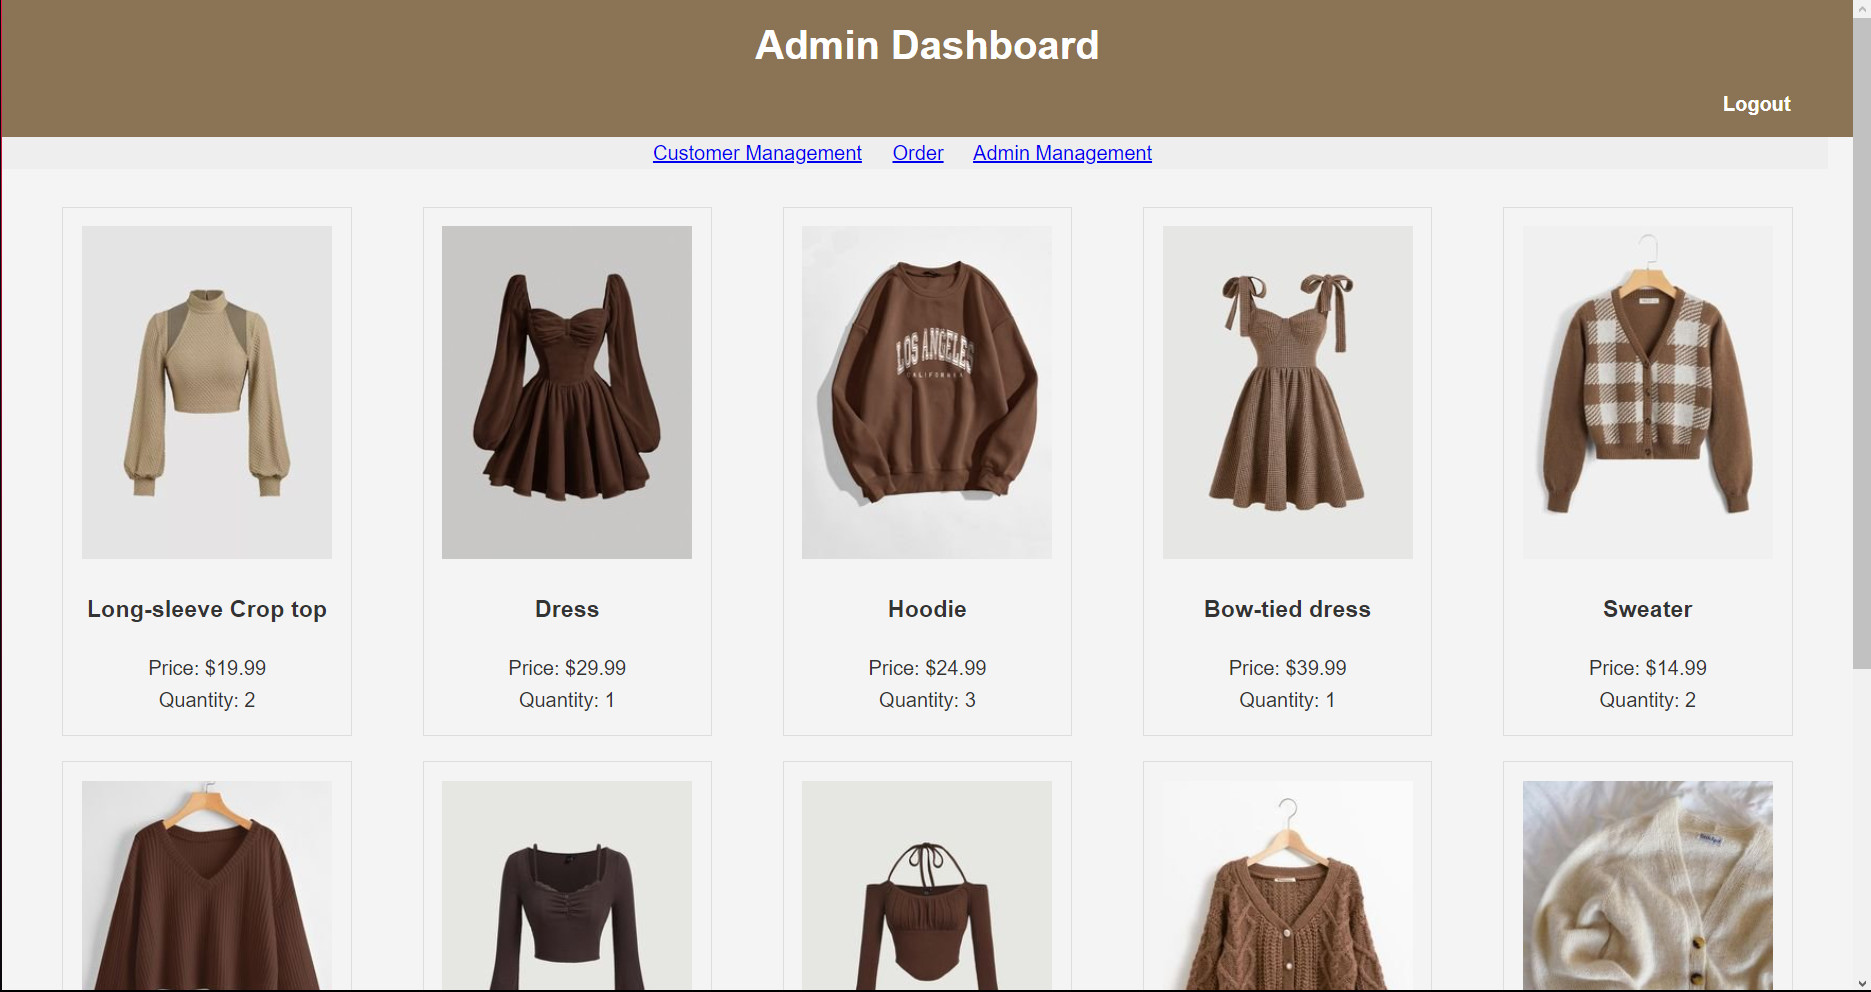 Admin Dashboard
Logout
Customer Management Order Admin Management
LOS ANGELES
CALIFORNIA
Long-sleeve Crop top
Dress
Hoodie
Bow-tied dress
Sweater
Price: $19.99
Price: $29.99
Price: $24.99
Price: $39.99
Price: $14.99
Quantity: 2
Quantity: 1
Quantity: 3
Quantity: 1
Quantity: 2